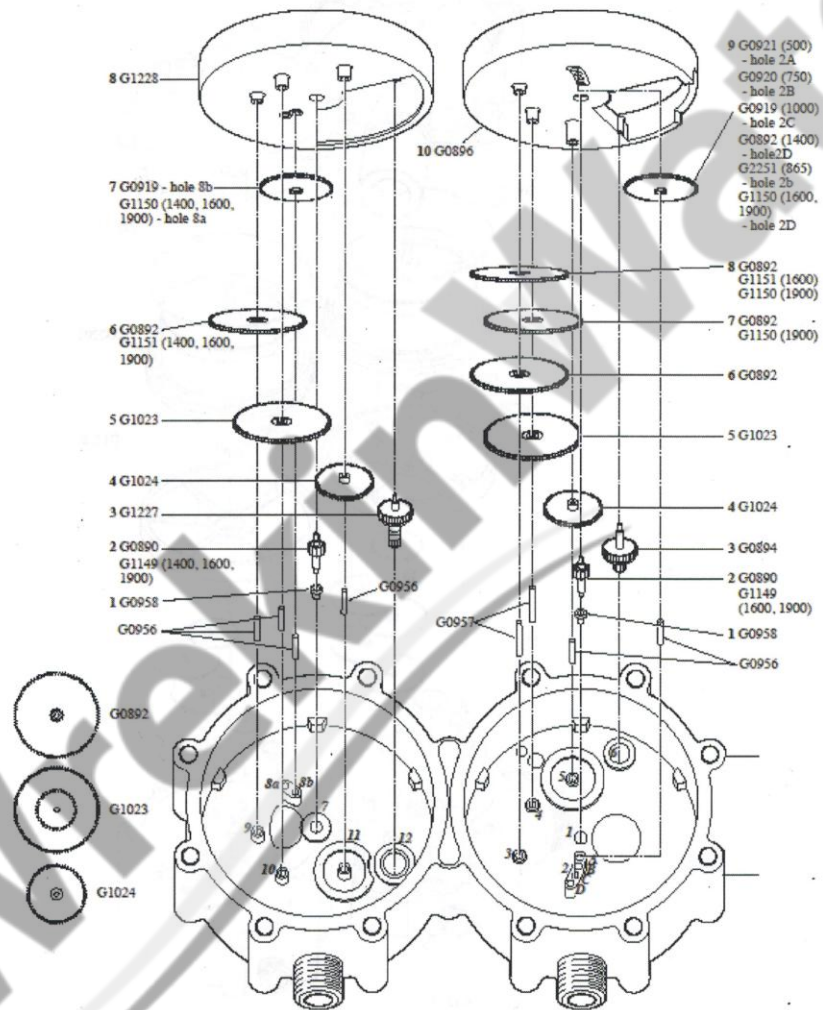 8 G1228
7 G0919 - hole 8b
G1150 (1400, 1600,
1900) - hole 8a
6 G0892
G1151 (1400, 1600,
1900)
5 G1023
4 G1024
3 G1227
2 G0890
G1149 (1400, 1600,
1900)
1 G0958
G0956
G0956
G0892
G1023
G1024
9 G0921 (500)
- hole 2A
G0920 (750)
- hole 2B
G0919 (1000)
- hole 2C
G0892 (1400)
- hole2D
G2251 (865)
- hole 2b
G1150 (1600,
1900)
- hole 2D
10 G0896
8 G0892
G1151 (1600)
G1150 (1900)
7 G0892
G1150 (1900)
6 G0892
5 G1023
4 G1024
3 G0894
2 G0890
G1149
(1600, 1900)
1 G0958
G0957
G0956
8a 8b
7
9
10
11
12
6
5
4
1
3
2
B
C
D
WrekinWat